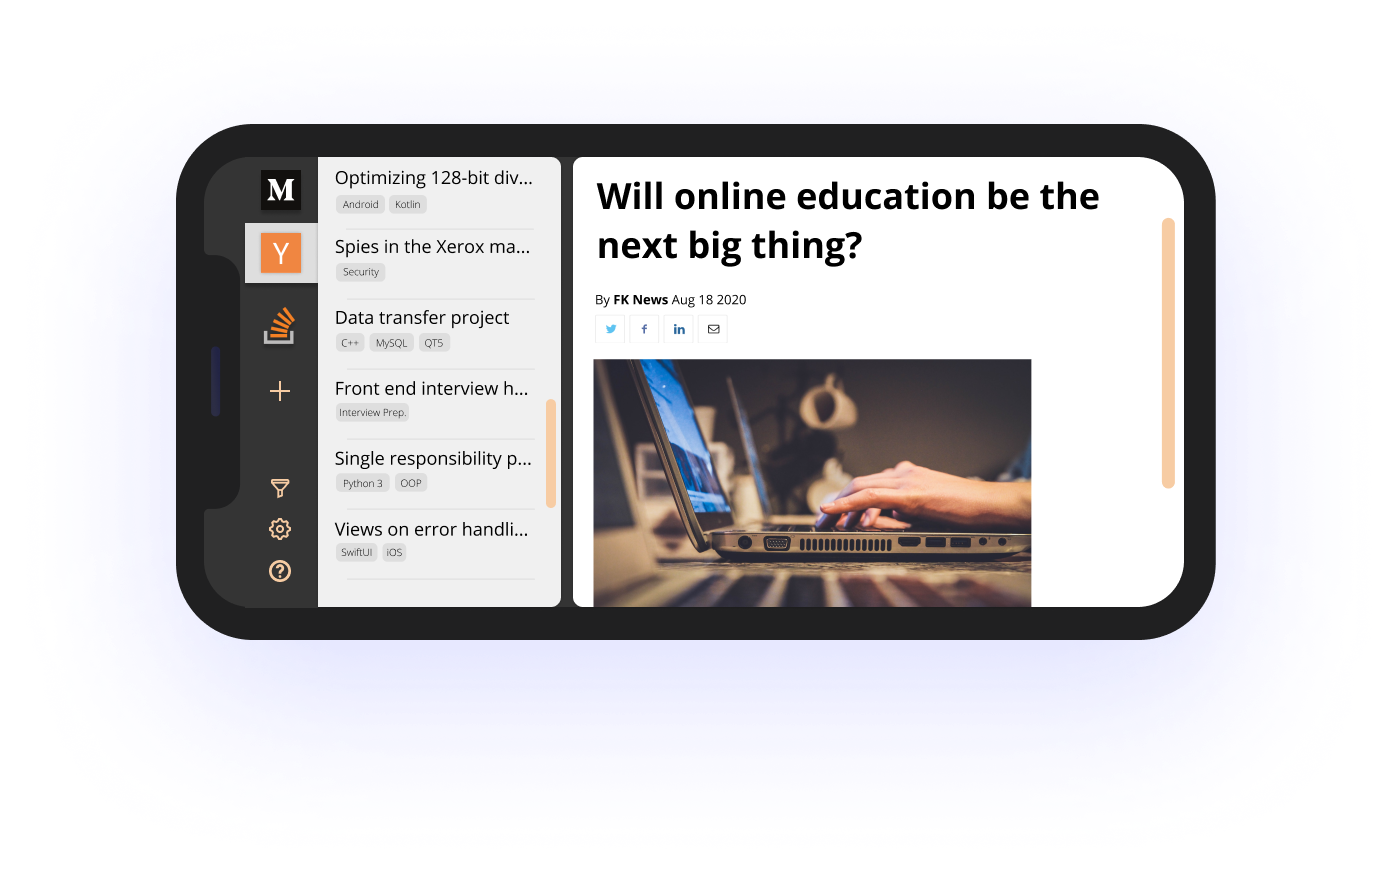 M
Y
Optimizing 128-bit div...
Android Kotlin
Spies in the Xerox ma...
Security
Data transfer project
C++ MySQL QT5
Front end interview h...
Interview Prep.
Single responsibility p...
Python 3 OOP
Views on error handli...
SwiftUI iOS
Will online education be the
next big thing?
By FK News Aug 18 2020
f in